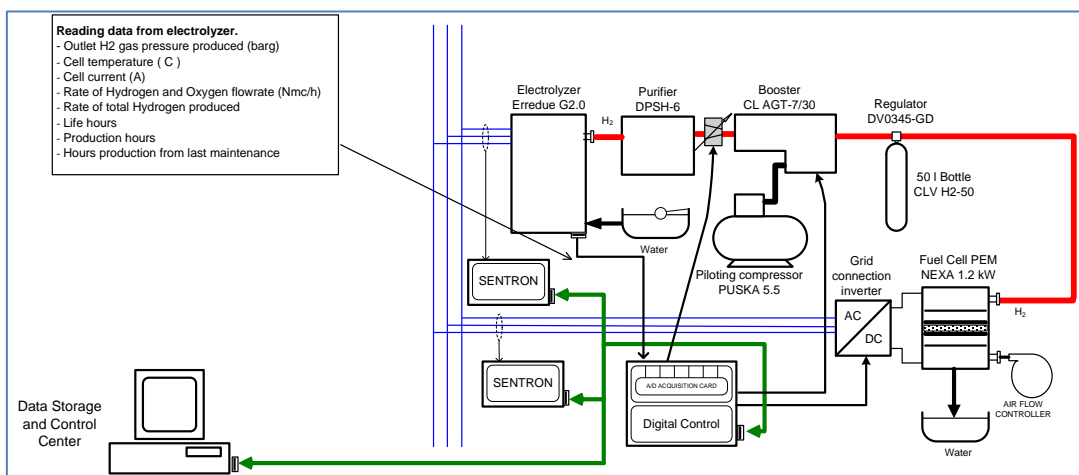 Reading data from electrolyzer.
- Outlet H2 gas pressure produced (barg)
- Cell temperature ( C )
- Cell current (A)
- Rate of Hydrogen and Oxygen flowrate (Nmc/h)
- Rate of total Hydrogen produced
- Life hours
- Production hours
- Hours production from last maintenance
Electrolyzer
Erredue G2.0
H₂
Purifier
DPSH-6
Booster
CL AGT-7/30
Regulator
DV0345-GD
50 l Bottle
CLV H2-50
Water
Piloting compressor
PUSKA 5.5
Grid
connection
inverter
Fuel Cell PEM
NEXA 1.2 kW
SENTRON
AC
DC
H₂
SENTRON
A/D ACQUISITION CARD
Digital Control
AIR FLOW
CONTROLLER
Water
Data Storage
and Control
Center